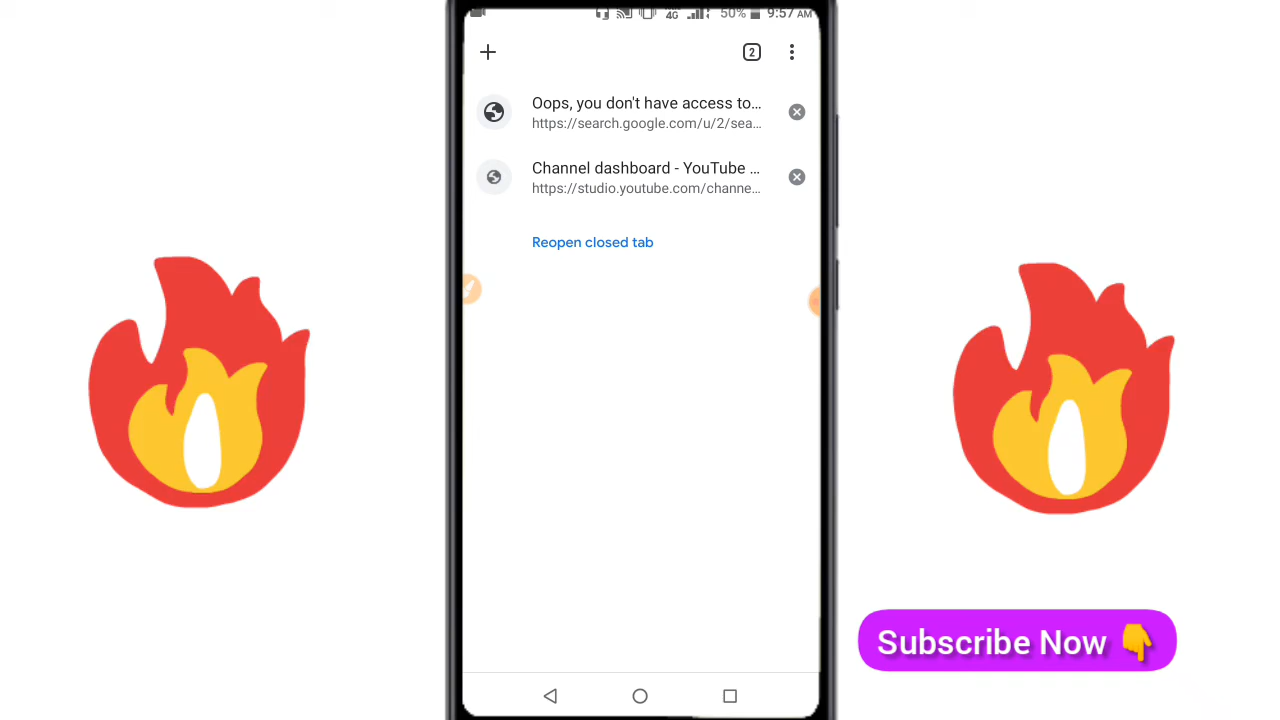 4G 50% 9:57 AM
2
Oops, you don't have access to...
https://search.google.com/u/2/sea...
Channel dashboard - YouTube ...
https://studio.youtube.com/channe...
Reopen closed tab
Subscribe Now 👇